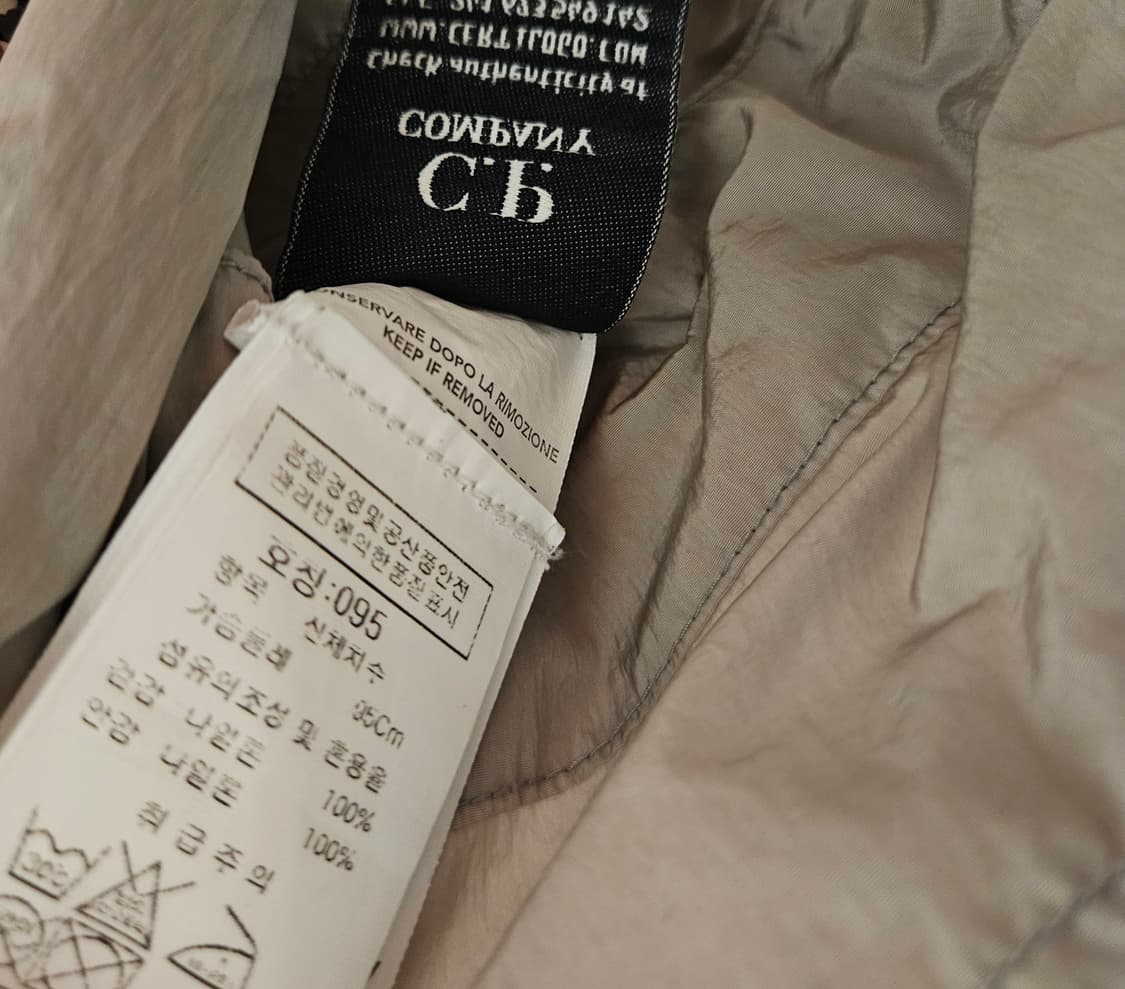 C.P.
COMPANY
Check authenticity at
WWW.CERTILOGO.COM
CONSERVARE DOPO LA RIMOZIONE
KEEP IF REMOVED
품질경영및공산품안전
관리법에의한품질표시
호칭:095
항목 신체치수
가슴둘레 95Cm
섬유의조성 및 혼용율
겉감 나일론 100%
안감 나일론 100%
취급주의